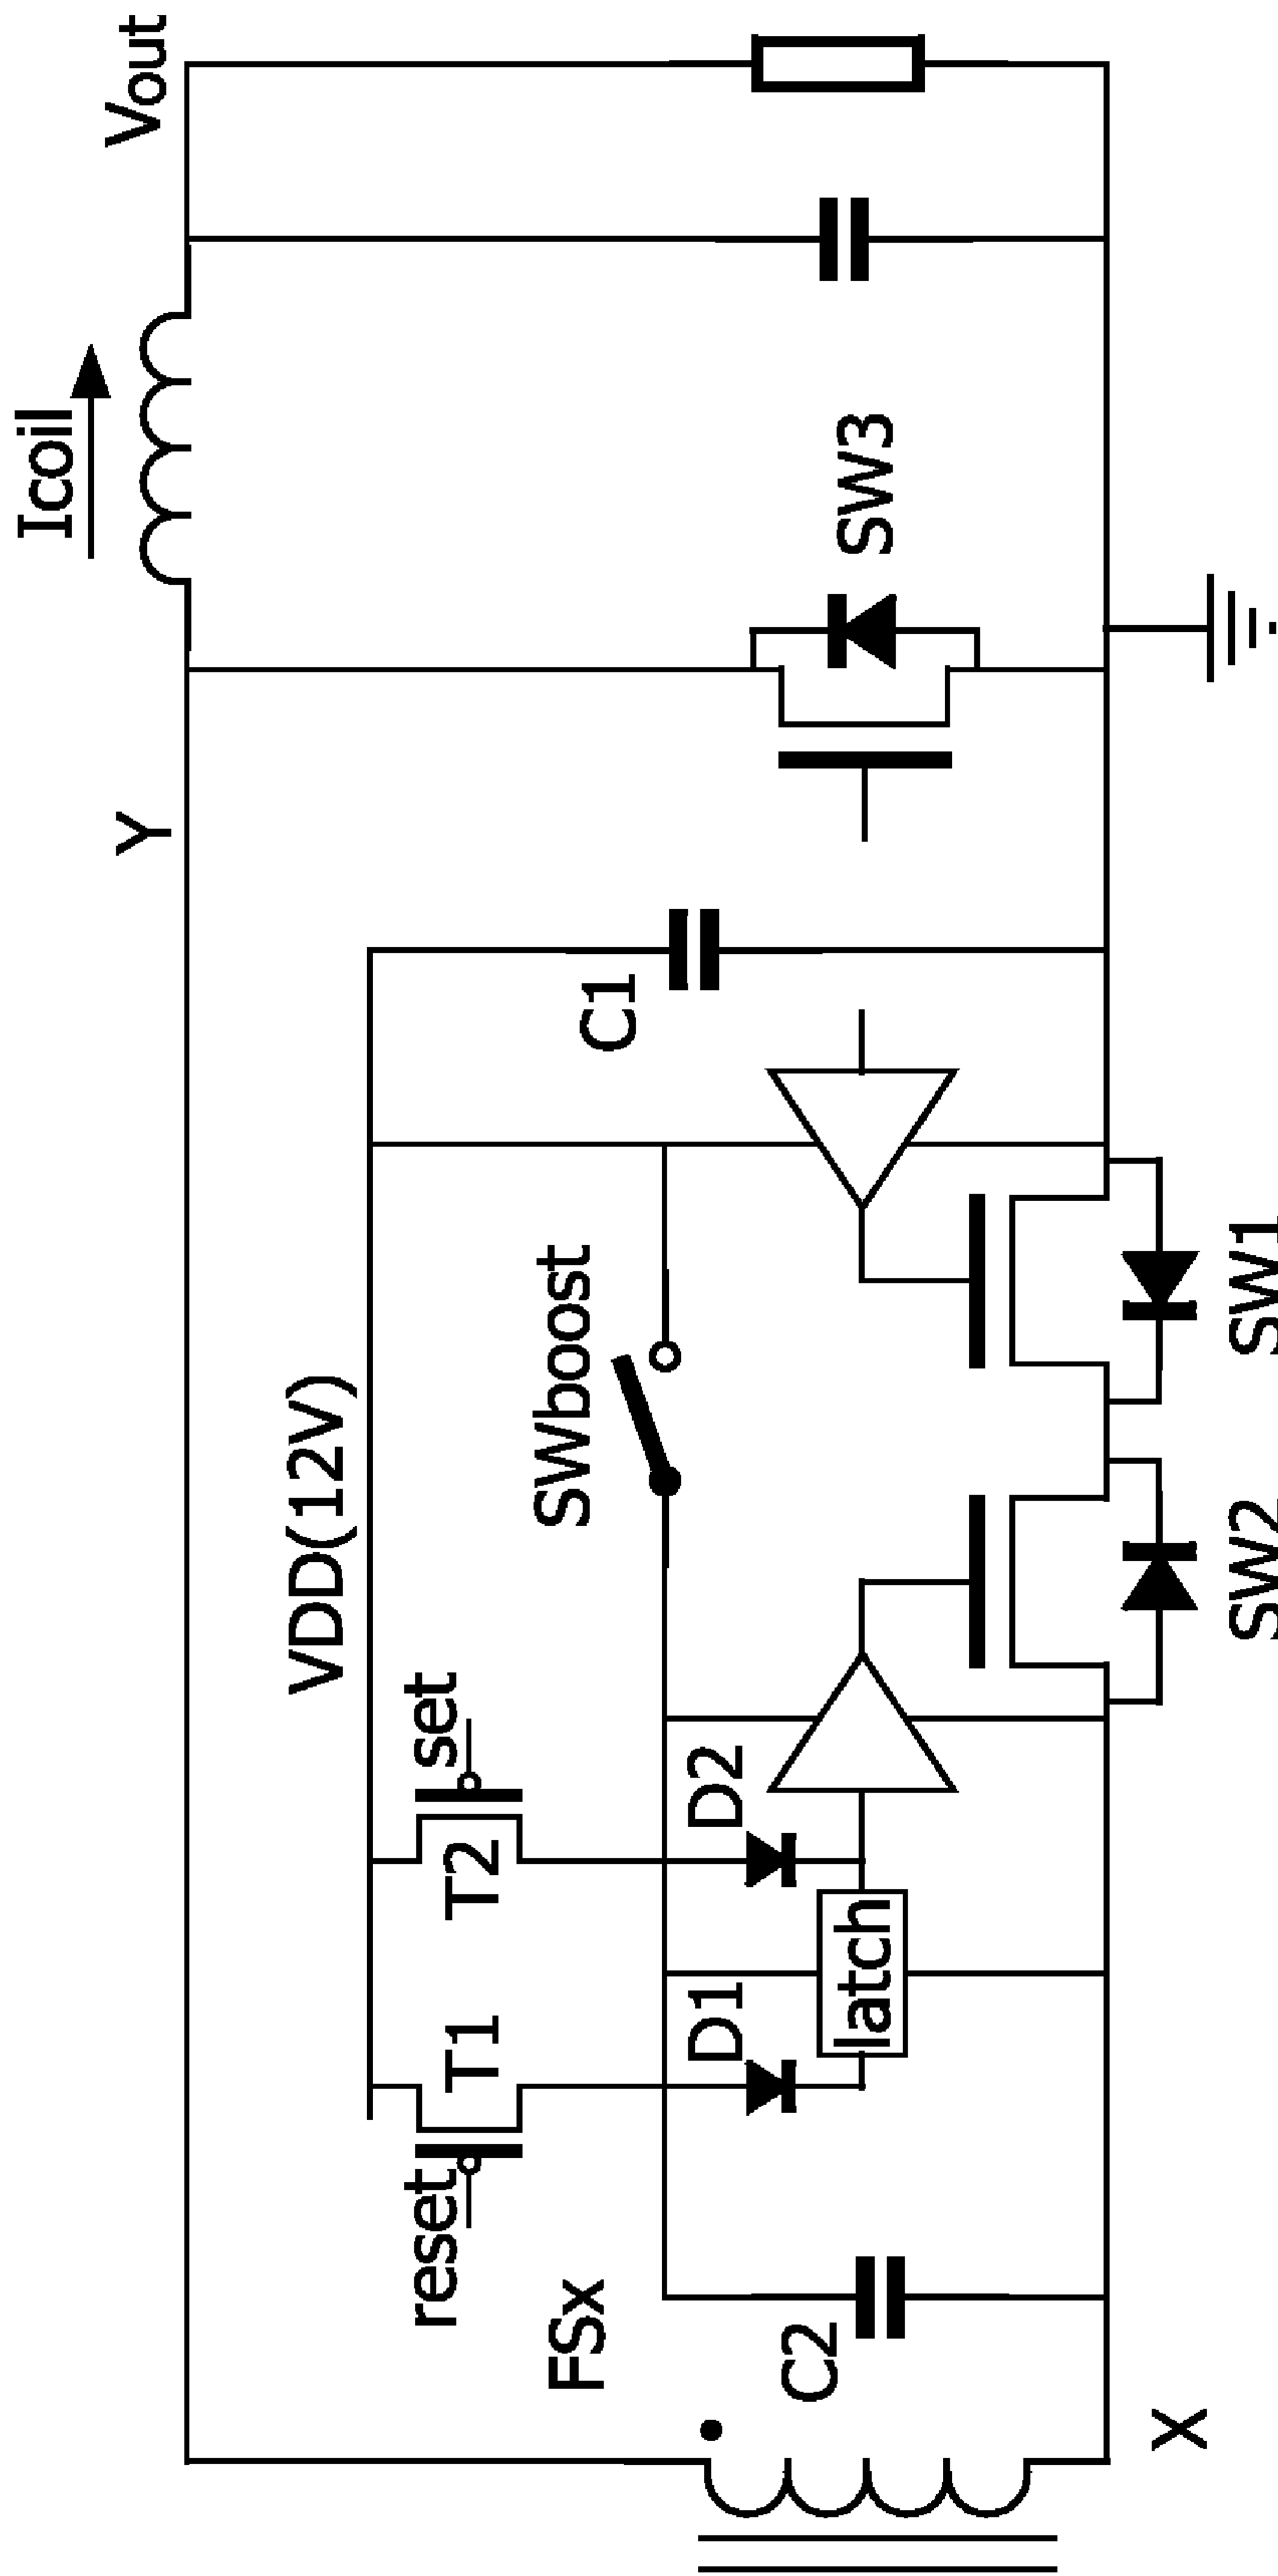 Icoil
Vout
Y
VDD(12V)
reset
T1
T2
set
FSx
SWboost
C1
D1
D2
C2
latch
SW3
X
SW2
SW1